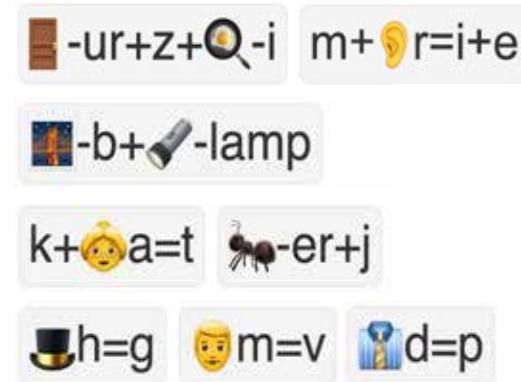 🚪-ur+z+🍳-i m+👂r=i+e
🌉-b+🔦-lamp
k+👵a=t 🐜-er+j
🎩h=g 👨m=v 👔d=p